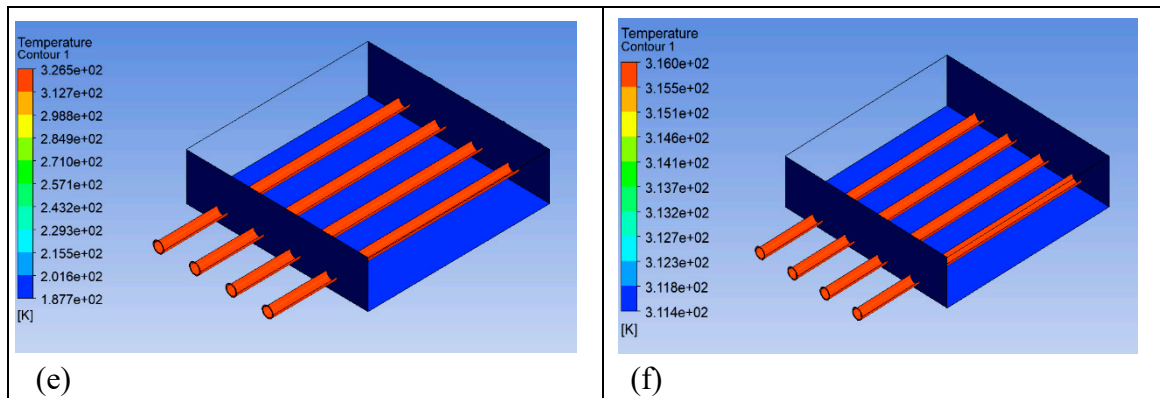 Temperature
Contour 1
3.265e+02
3.127e+02
2.988e+02
2.849e+02
2.710e+02
2.571e+02
2.432e+02
2.293e+02
2.155e+02
2.016e+02
1.877e+02
[K]
(e)
Temperature
Contour 1
3.160e+02
3.155e+02
3.151e+02
3.146e+02
3.141e+02
3.137e+02
3.132e+02
3.127e+02
3.123e+02
3.118e+02
3.114e+02
[K]
(f)